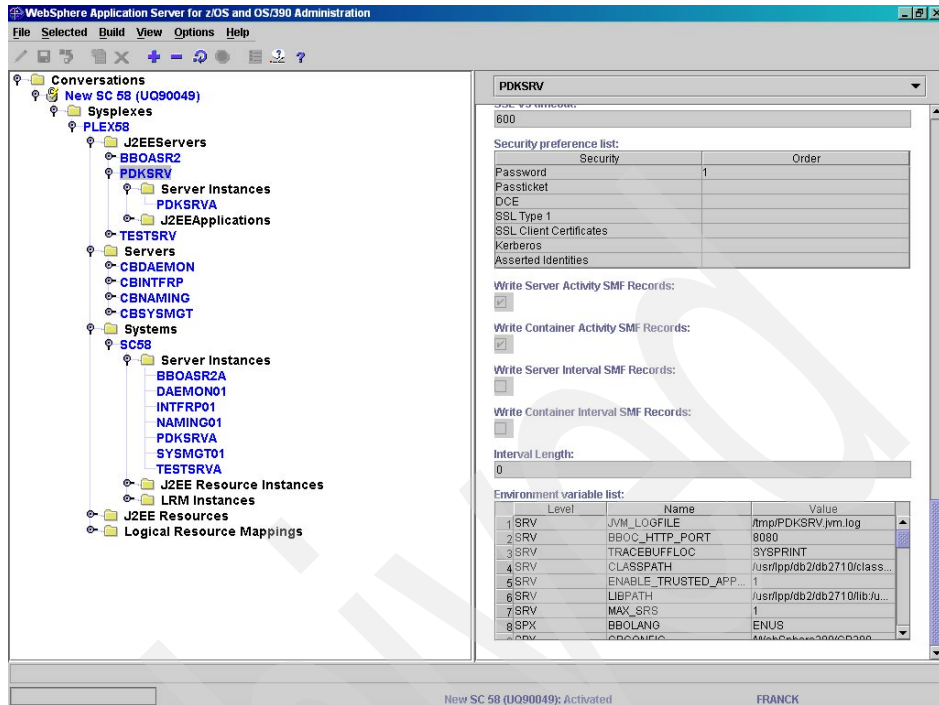 WebSphere Application Server for z/OS and OS/390 Administration
File Selected Build View Options Help
Conversations
New SC 58 (UQ90049)
Sysplexes
PLEX58
J2EEServers
BBOASR2
PDKSRV
Server Instances
PDKSRVA
J2EEApplications
TESTSRV
Servers
CBDAEMON
CBINTFRP
CBNAMING
CBSYSMGT
Systems
SC58
Server Instances
BBOASR2A
DAEMON01
INTFRP01
NAMING01
PDKSRVA
SYSMGT01
TESTSRVA
J2EE Resource Instances
LRM Instances
J2EE Resources
Logical Resource Mappings
PDKSRV
SSL V3 timeout:
600
Security preference list:
Security Order
Password 1
Passticket
DCE
SSL Type 1
SSL Client Certificates
Kerberos
Asserted Identities
Write Server Activity SMF Records:
Write Container Activity SMF Records:
Write Server Interval SMF Records:
Write Container Interval SMF Records:
Interval Length:
0
Environment variable list:
Level Name Value
1 SRV JVM_LOGFILE /tmp/PDKSRV.jvm.log
2 SRV BBOC_HTTP_PORT 8080
3 SRV TRACEBUFFLOC SYSPRINT
4 SRV CLASSPATH /usr/lpp/db2/db2710/class...
5 SRV ENABLE_TRUSTED_APP... 1
6 SRV LIBPATH /usr/lpp/db2/db2710/lib:/u...
7 SRV MAX_SRS 1
8 SPX BBOLANG ENUS
New SC 58 (UQ90049): Activated FRANCK